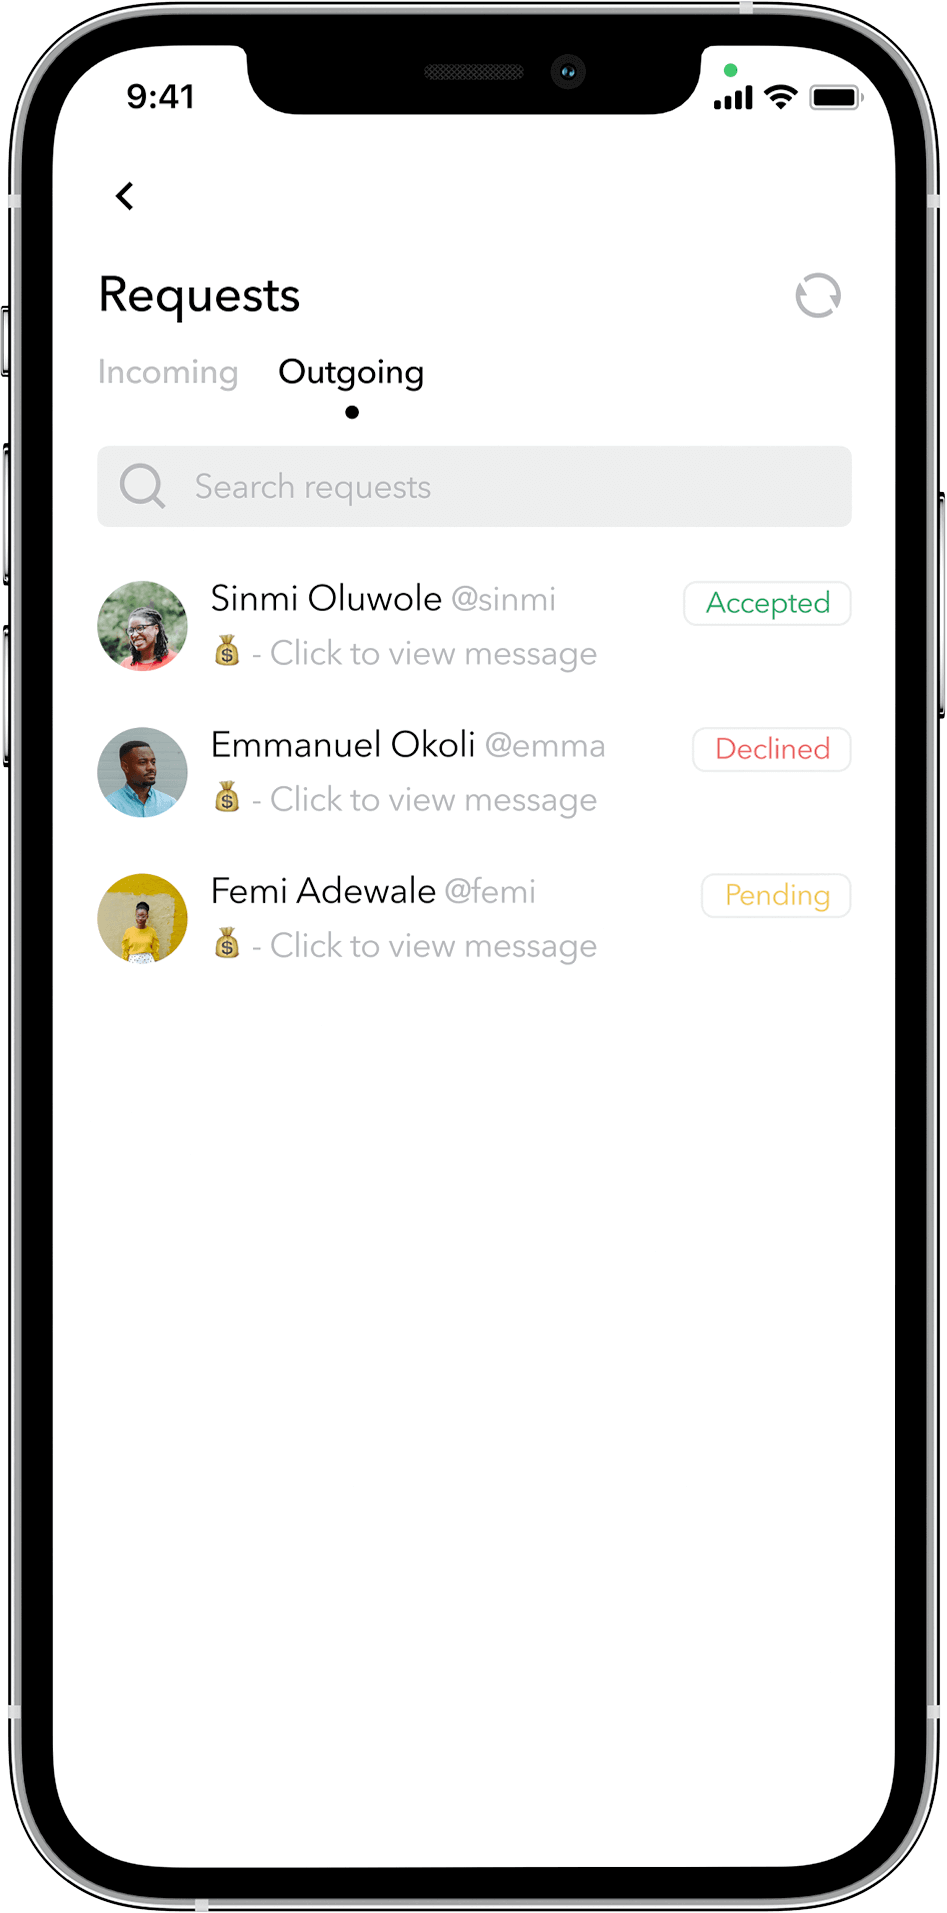 9:41
Requests
Incoming Outgoing
Search requests
Sinmi Oluwole @sinmi Accepted
💰 - Click to view message
Emmanuel Okoli @emma Declined
💰 - Click to view message
Femi Adewale @femi Pending
💰 - Click to view message